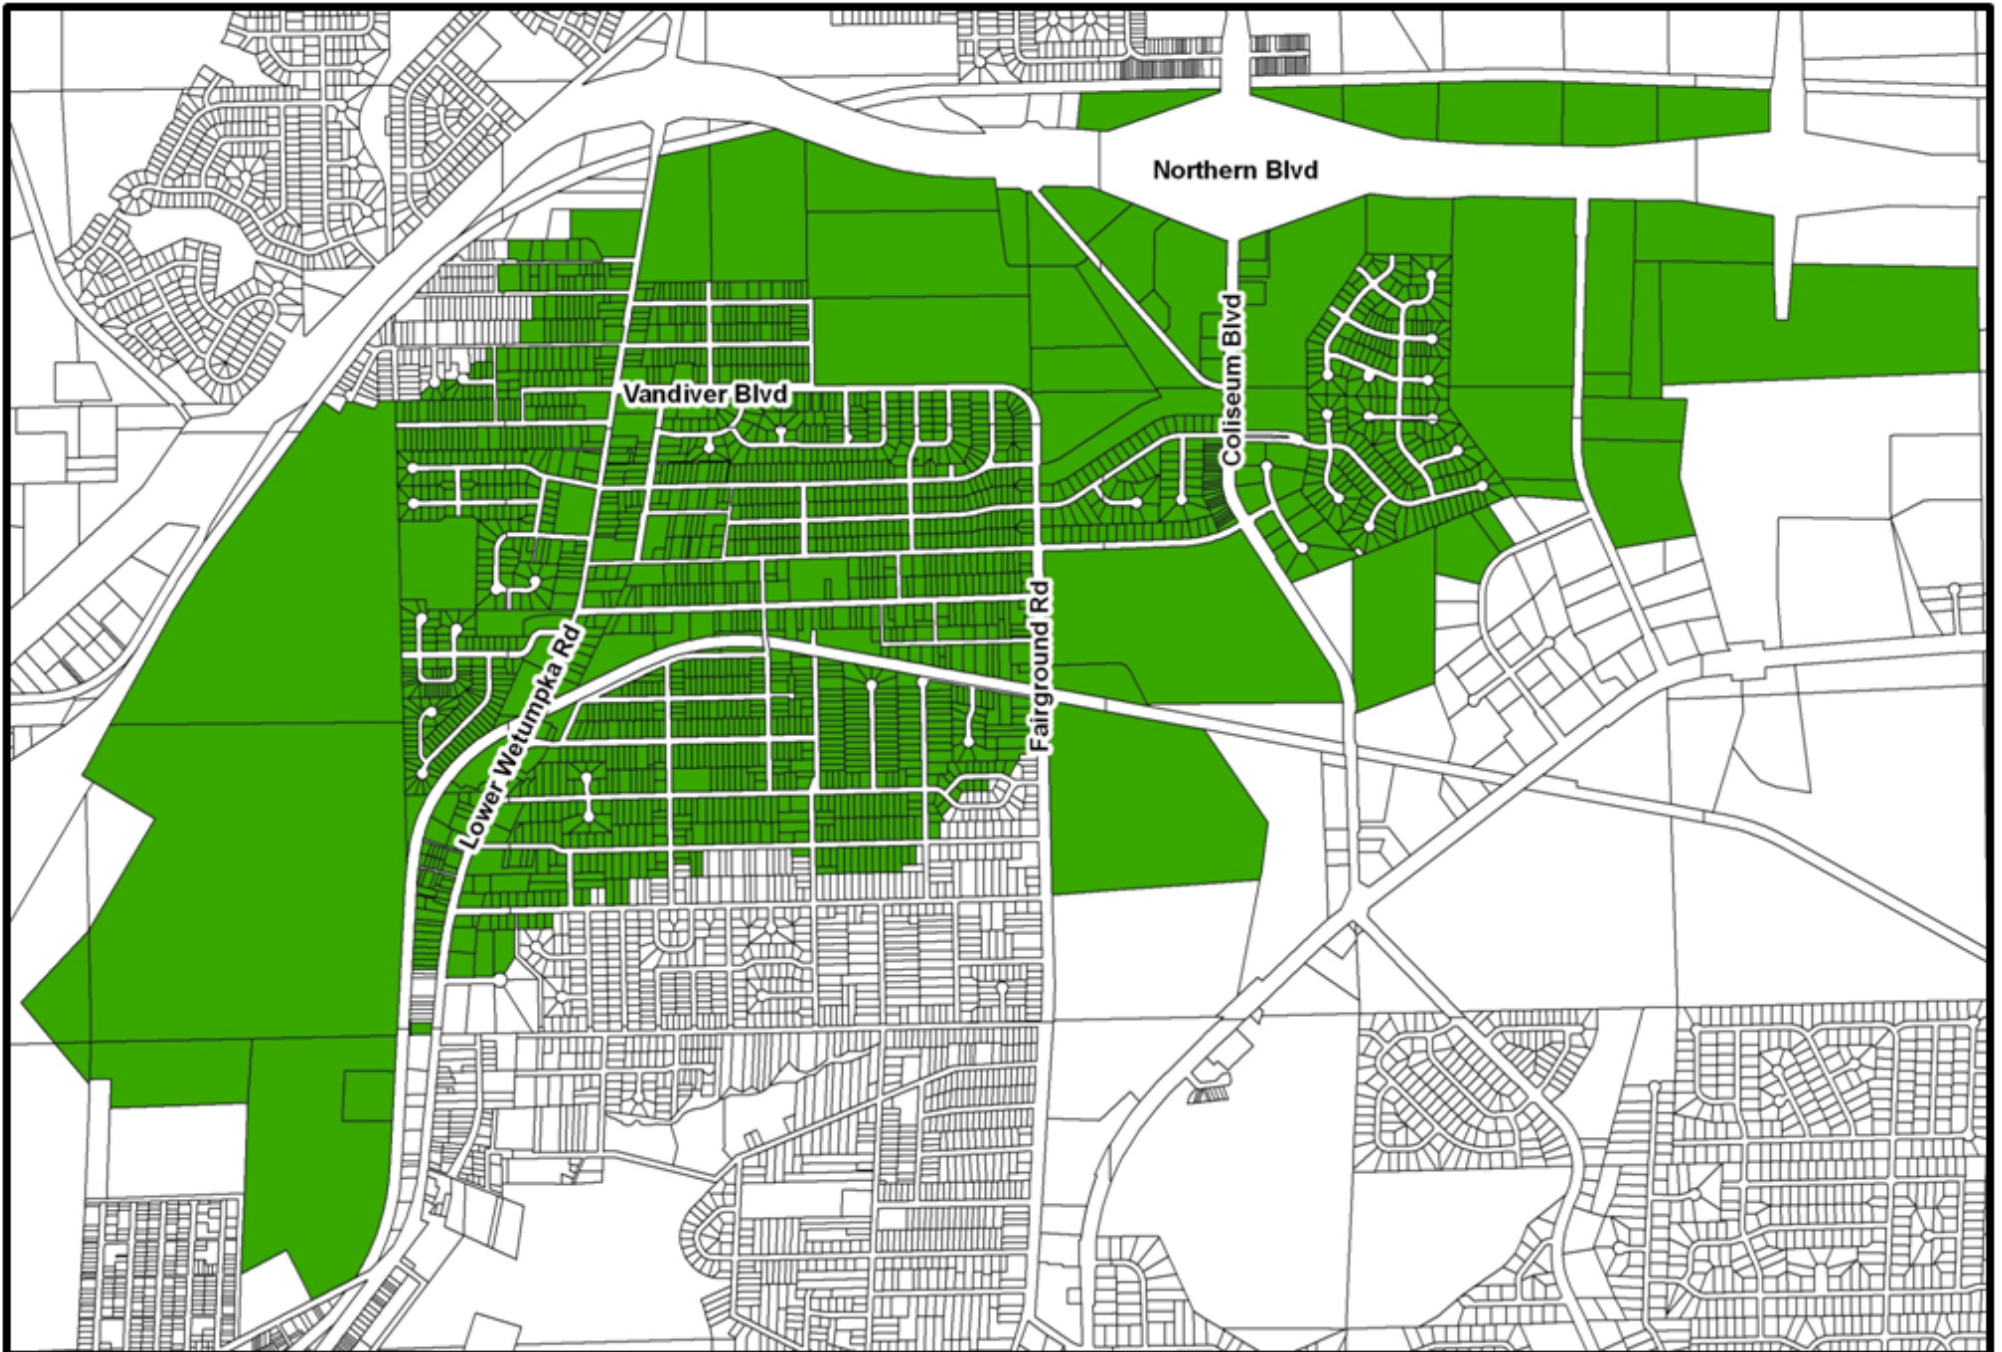 Northern Blvd
Coliseum Blvd
Vandiver Blvd
Fairground Rd
Lower Wetumpka Rd